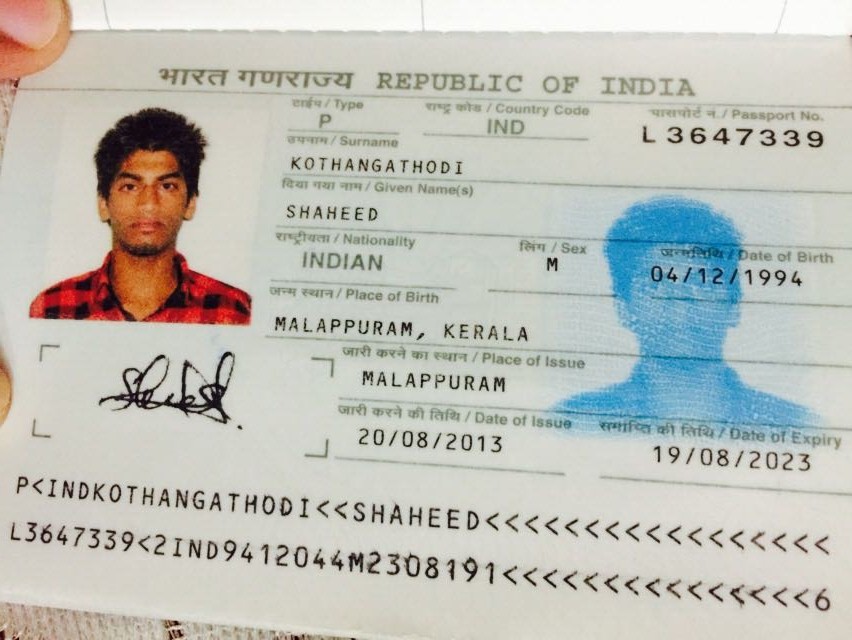 भारत गणराज्य REPUBLIC OF INDIA
टाईप / Type
राष्ट्र कोड / Country Code
पासपोर्ट नं. / Passport No.
P
IND
L3647339
उपनाम / Surname
KOTHANGATHODI
दिया गया नाम / Given Name(s)
SHAHEED
राष्ट्रीयता / Nationality
लिंग / Sex
जन्मतिथि / Date of Birth
INDIAN
M
04/12/1994
जन्म स्थान / Place of Birth
MALAPPURAM, KERALA
जारी करने का स्थान / Place of Issue
MALAPPURAM
जारी करने की तिथि / Date of Issue
समाप्ति की तिथि / Date of Expiry
20/08/2013
19/08/2023
P<INDKOTHANGATHODI<<SHAHEED<<<<<<<<<<<<<<<<<
L3647339<2IND9412044M2308191<<<<<<<<<<<<<<<6